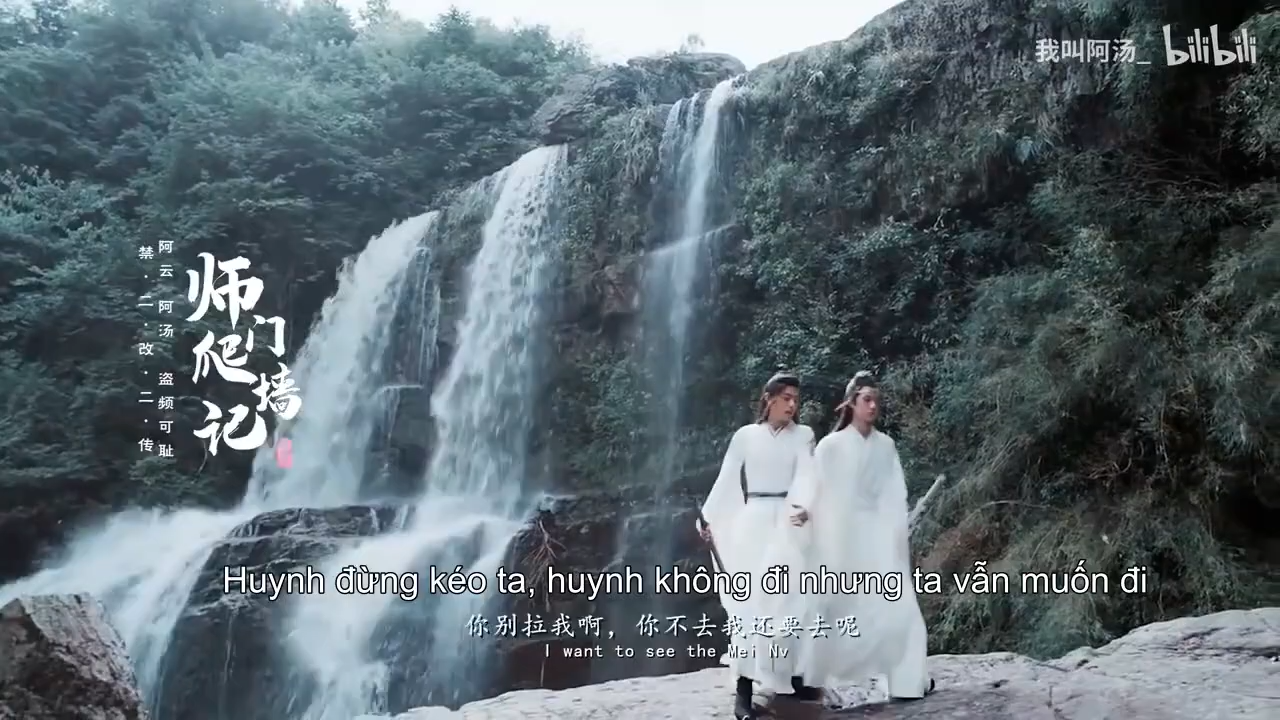 我叫阿汤_ bilibili
师门爬墙记
阿云 阿汤 盗频可耻
禁·二·改·二·传
Huynh đừng kéo ta, huynh không đi nhưng ta vẫn muốn đi
你别拉我啊，你不去我还要去呢
I want to see the Mei Nv